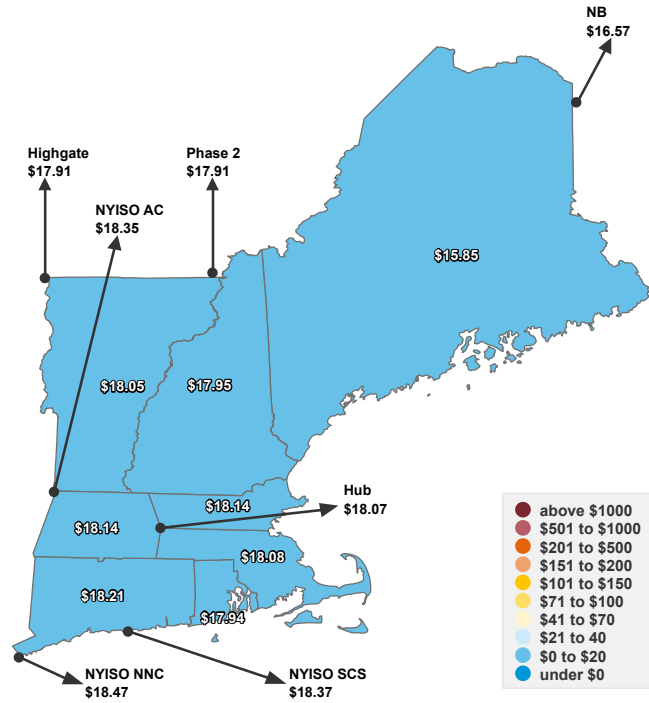 NB
$16.57
Highgate
$17.91
Phase 2
$17.91
NYISO AC
$18.35
$15.85
$18.05
$17.95
Hub
$18.07
$18.14
$18.14
$18.08
$18.21
$17.94
NYISO NNC
$18.47
NYISO SCS
$18.37
above $1000
$501 to $1000
$201 to $500
$151 to $200
$101 to $150
$71 to $100
$41 to $70
$21 to 40
$0 to $20
under $0